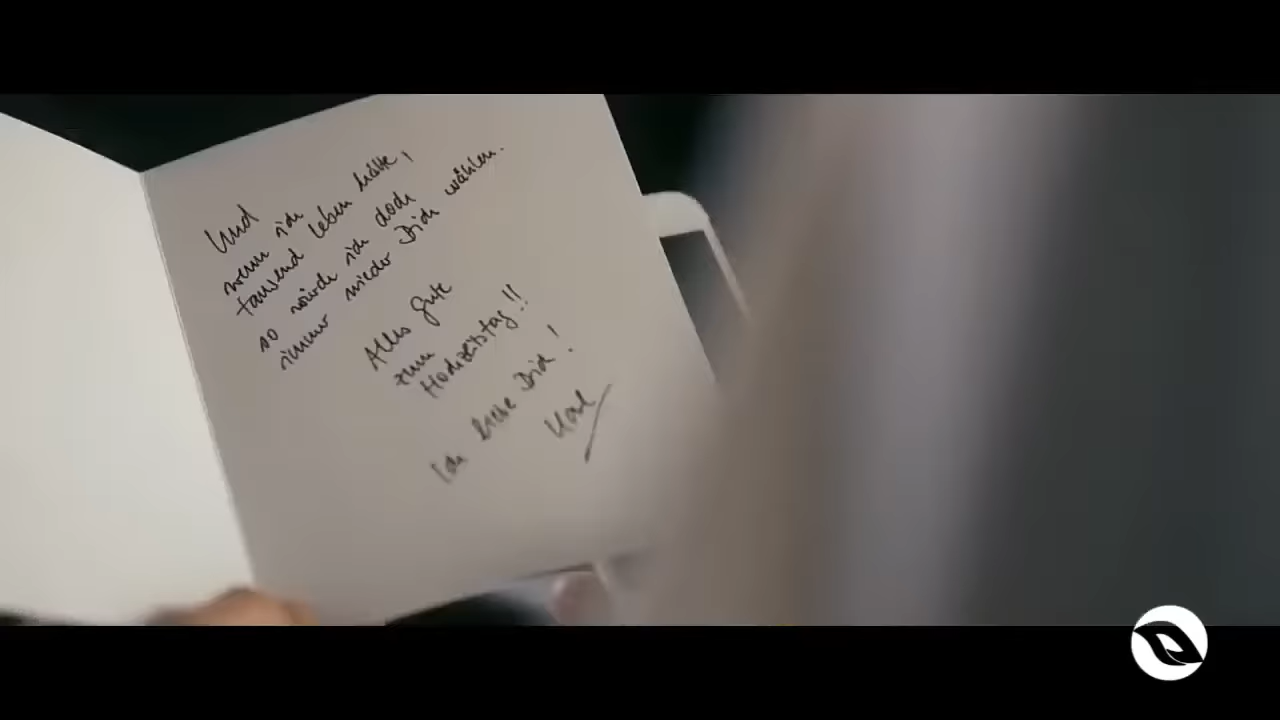 Und
wenn ich
tausend Leben hätte,
so würde ich doch
immer wieder Dich wählen.
Alles Gute
zum
Hochzeitstag!!
Ich liebe Dich!
Karl